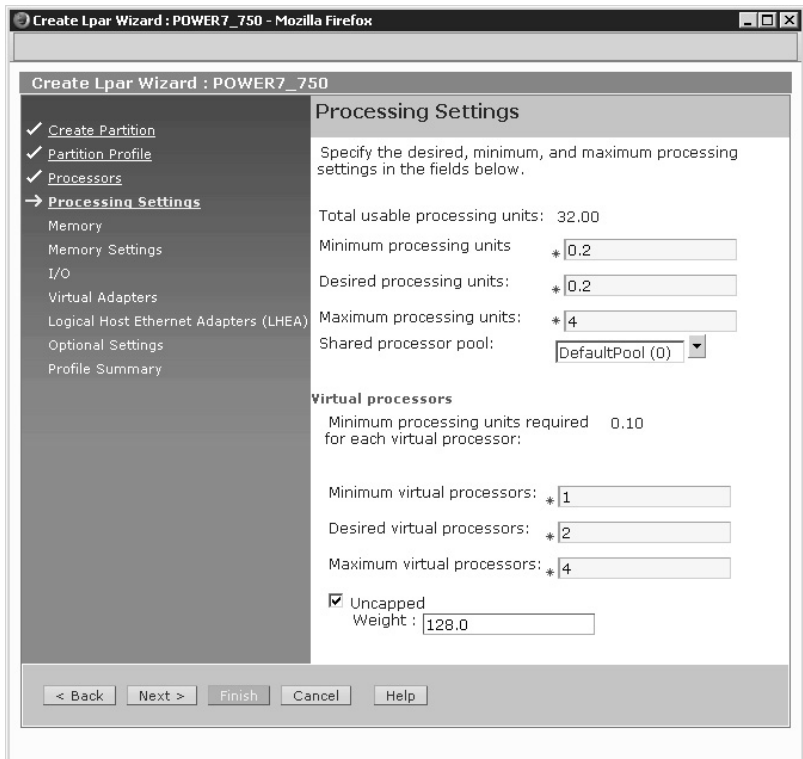 Create Lpar Wizard : POWER7_750 - Mozilla Firefox
Create Lpar Wizard : POWER7_750
Create Partition
Partition Profile
Processors
Processing Settings
Memory
Memory Settings
I/O
Virtual Adapters
Logical Host Ethernet Adapters (LHEA)
Optional Settings
Profile Summary
Processing Settings
Specify the desired, minimum, and maximum processing
settings in the fields below.
Total usable processing units: 32.00
Minimum processing units * 0.2
Desired processing units: * 0.2
Maximum processing units: * 4
Shared processor pool: DefaultPool (0)
Virtual processors
Minimum processing units required 0.10
for each virtual processor:
Minimum virtual processors: * 1
Desired virtual processors: * 2
Maximum virtual processors: * 4
Uncapped
Weight : 128.0
< Back Next > Finish Cancel Help